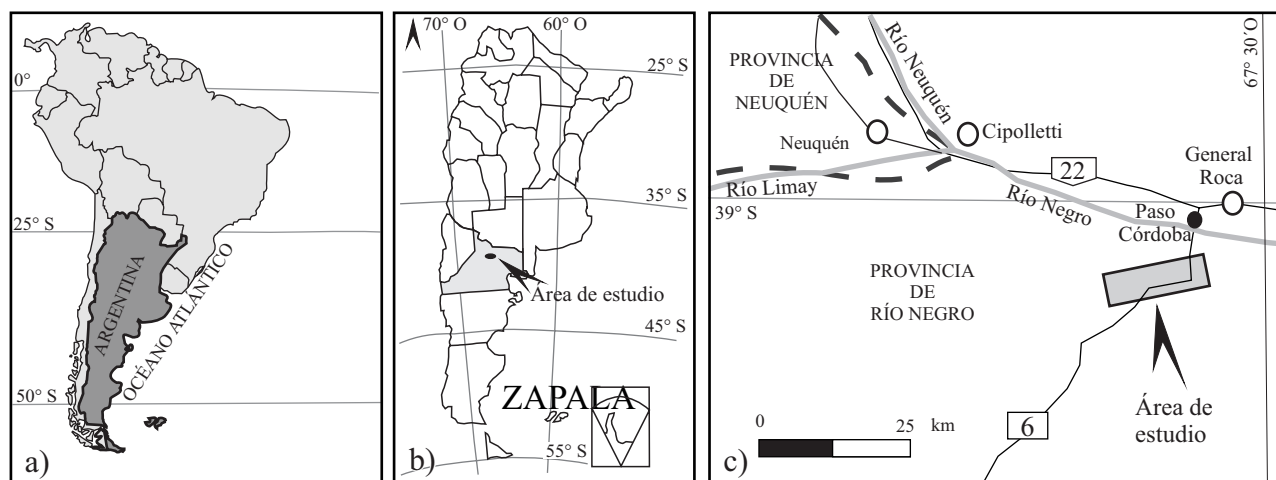 0°
25° S
50° S
ARGENTINA
OCÉANO ATLÁNTICO
a)
70° O
60° O
25° S
35° S
45° S
55° S
Área de estudio
ZAPALA
b)
67° 30´O
PROVINCIA
DE
NEUQUÉN
Río Neuquén
Neuquén
Cipolletti
22
General
Roca
Río Limay
39° S
Río Negro
Paso
Córdoba
PROVINCIA
DE
RÍO NEGRO
Área de
estudio
6
0
25
km
c)